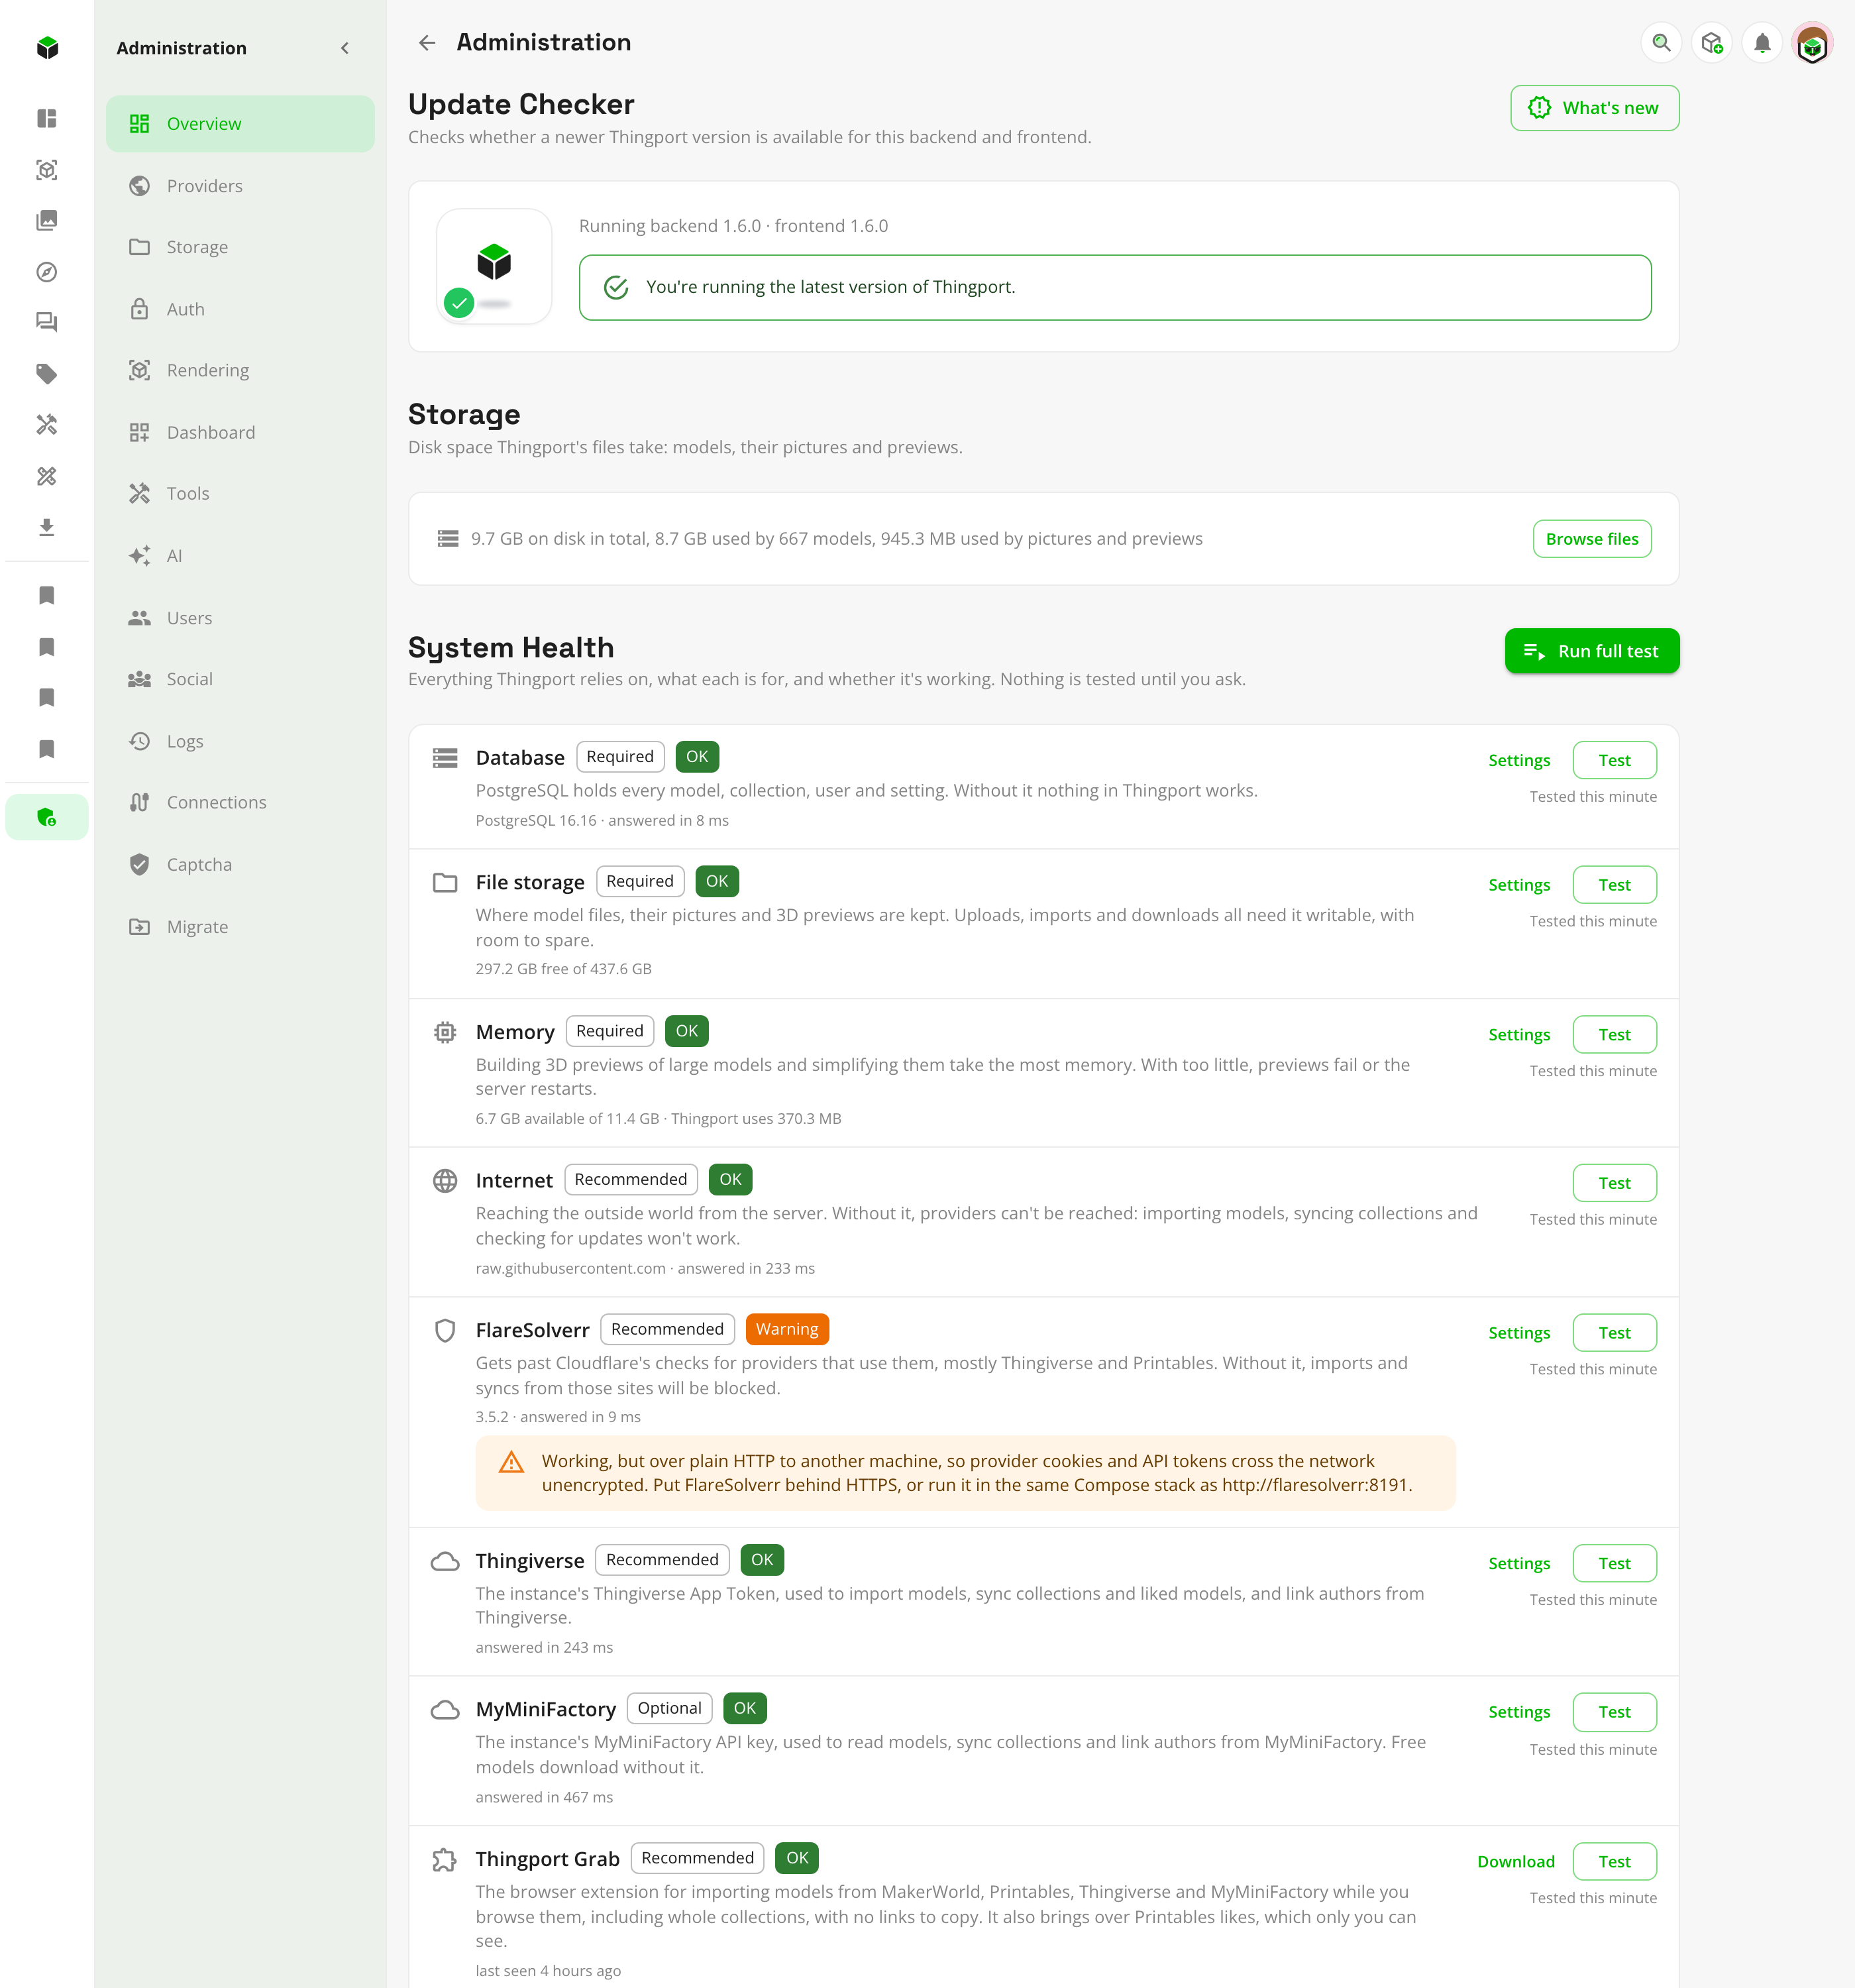 Administration
Overview
Providers
Storage
Auth
Rendering
Dashboard
Tools
AI
Users
Social
Logs
Connections
Captcha
Migrate
Administration
Update Checker
What's new
Checks whether a newer Thingport version is available for this backend and frontend.
Running backend 1.6.0 · frontend 1.6.0
You're running the latest version of Thingport.
Storage
Disk space Thingport's files take: models, their pictures and previews.
9.7 GB on disk in total, 8.7 GB used by 667 models, 945.3 MB used by pictures and previews
Browse files
System Health
Run full test
Everything Thingport relies on, what each is for, and whether it's working. Nothing is tested until you ask.
Database Required OK
Settings Test
PostgreSQL holds every model, collection, user and setting. Without it nothing in Thingport works.
Tested this minute
PostgreSQL 16.16 · answered in 8 ms
File storage Required OK
Settings Test
Where model files, their pictures and 3D previews are kept. Uploads, imports and downloads all need it writable, with
Tested this minute
room to spare.
297.2 GB free of 437.6 GB
Memory Required OK
Settings Test
Building 3D previews of large models and simplifying them take the most memory. With too little, previews fail or the
Tested this minute
server restarts.
6.7 GB available of 11.4 GB · Thingport uses 370.3 MB
Internet Recommended OK
Test
Reaching the outside world from the server. Without it, providers can't be reached: importing models, syncing collections and
Tested this minute
checking for updates won't work.
raw.githubusercontent.com · answered in 233 ms
FlareSolverr Recommended Warning
Settings Test
Gets past Cloudflare's checks for providers that use them, mostly Thingiverse and Printables. Without it, imports and
Tested this minute
syncs from those sites will be blocked.
3.5.2 · answered in 9 ms
Working, but over plain HTTP to another machine, so provider cookies and API tokens cross the network
unencrypted. Put FlareSolverr behind HTTPS, or run it in the same Compose stack as http://flaresolverr:8191.
Thingiverse Recommended OK
Settings Test
The instance's Thingiverse App Token, used to import models, sync collections and liked models, and link authors from
Tested this minute
Thingiverse.
answered in 243 ms
MyMiniFactory Optional OK
Settings Test
The instance's MyMiniFactory API key, used to read models, sync collections and link authors from MyMiniFactory. Free
Tested this minute
models download without it.
answered in 467 ms
Thingport Grab Recommended OK
Download Test
The browser extension for importing models from MakerWorld, Printables, Thingiverse and MyMiniFactory while you
Tested this minute
browse them, including whole collections, with no links to copy. It also brings over Printables likes, which only you can
see.
last seen 4 hours ago